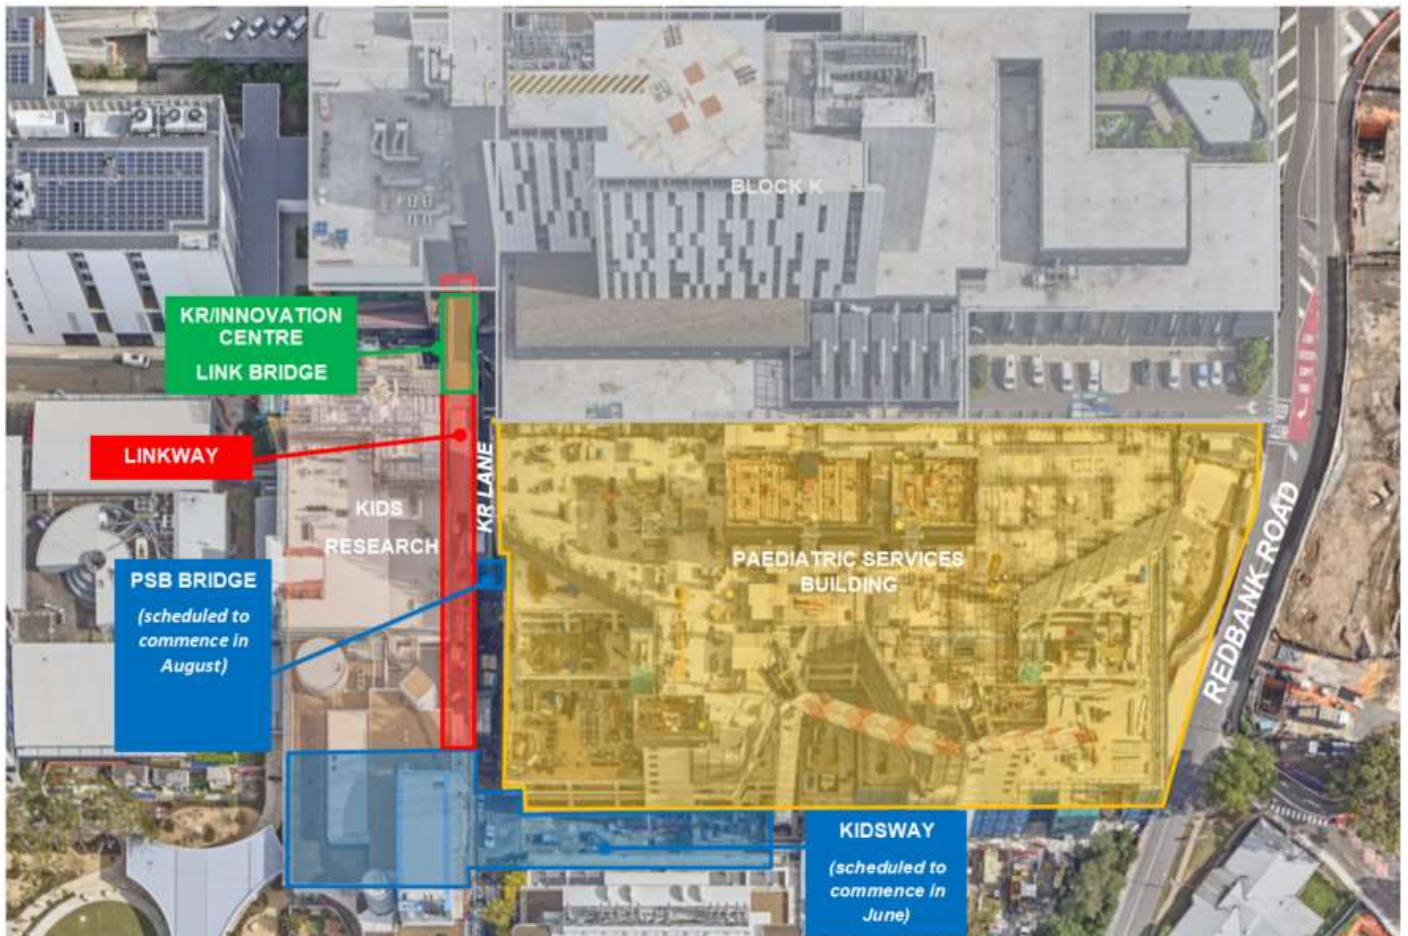 BLOCK K
KR/INNOVATION
CENTRE
LINK BRIDGE
LINKWAY
KR LANE
KIDS
RESEARCH
PSB BRIDGE
(scheduled to
commence in
August)
PAEDIATRIC SERVICES
BUILDING
REDBANK ROAD
KIDSWAY
(scheduled to
commence in
June)